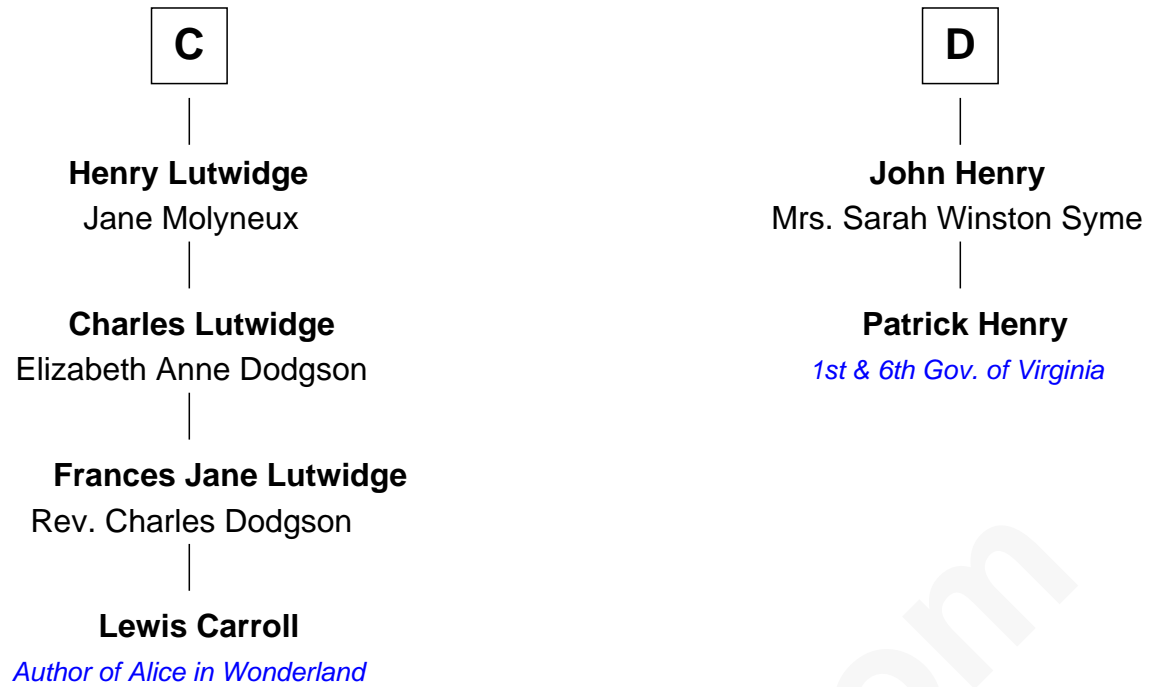 C
Henry Lutwidge
Jane Molyneux
Charles Lutwidge
Elizabeth Anne Dodgson
Frances Jane Lutwidge
Rev. Charles Dodgson
Lewis Carroll
Author of Alice in Wonderland
D
John Henry
Mrs. Sarah Winston Syme
Patrick Henry
1st & 6th Gov. of Virginia
om